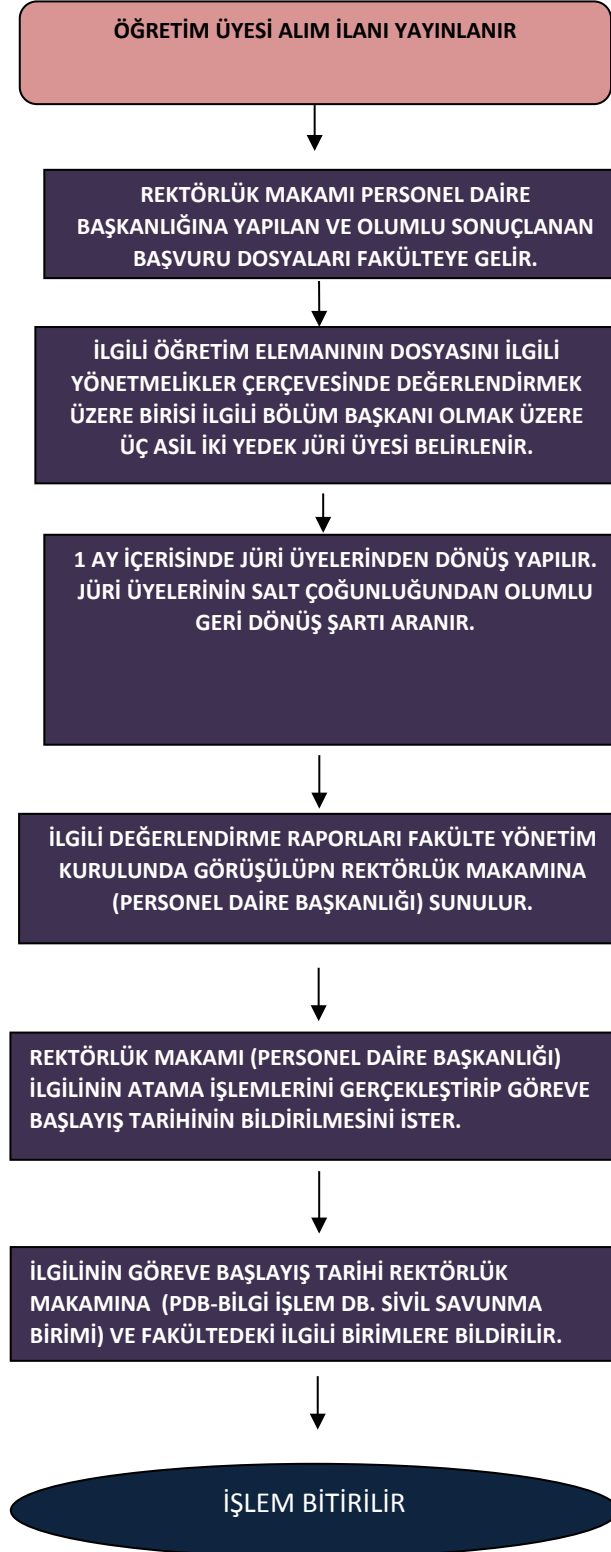 ÖĞRETİM ÜYESİ ALIM İLANI YAYINLANIR
REKTÖRLÜK MAKAMI PERSONEL DAİRE
BAŞKANLIĞINA YAPILAN VE OLUMLU SONUÇLANAN
BAŞVURU DOSYALARI FAKÜLTEYE GELİR.
İLGİLİ ÖĞRETİM ELEMANININ DOSYASINI İLGİLİ
YÖNETMELİKLER ÇERÇEVESİNDE DEĞERLENDİRMEK
ÜZERE BİRİSİ İLGİLİ BÖLÜM BAŞKANI OLMAK ÜZERE
ÜÇ ASİL İKİ YEDEK JÜRİ ÜYESİ BELİRLENİR.
1 AY İÇERİSİNDE JÜRİ ÜYELERİNDEN DÖNÜŞ YAPILIR.
JÜRİ ÜYELERİNİN SALT ÇOĞUNLUĞUNDAN OLUMLU
GERİ DÖNÜŞ ŞARTI ARANIR.
İLGİLİ DEĞERLENDİRME RAPORLARI FAKÜLTE YÖNETİM
KURULUNDA GÖRÜŞÜLÜPN REKTÖRLÜK MAKAMINA
(PERSONEL DAİRE BAŞKANLIĞI) SUNULUR.
REKTÖRLÜK MAKAMI (PERSONEL DAİRE BAŞKANLIĞI)
İLGİLİNİN ATAMA İŞLEMLERİNİ GERÇEKLEŞTİRİP GÖREVE
BAŞLAYIŞ TARİHİNİN BİLDİRİLMESİNİ İSTER.
İLGİLİNİN GÖREVE BAŞLAYIŞ TARİHİ REKTÖRLÜK
MAKAMINA (PDB-BİLGİ İŞLEM DB. SİVİL SAVUNMA
BİRİMİ) VE FAKÜLTEDEKİ İLGİLİ BİRİMLERE BİLDİRİLİR.
İŞLEM BİTİRİLİR